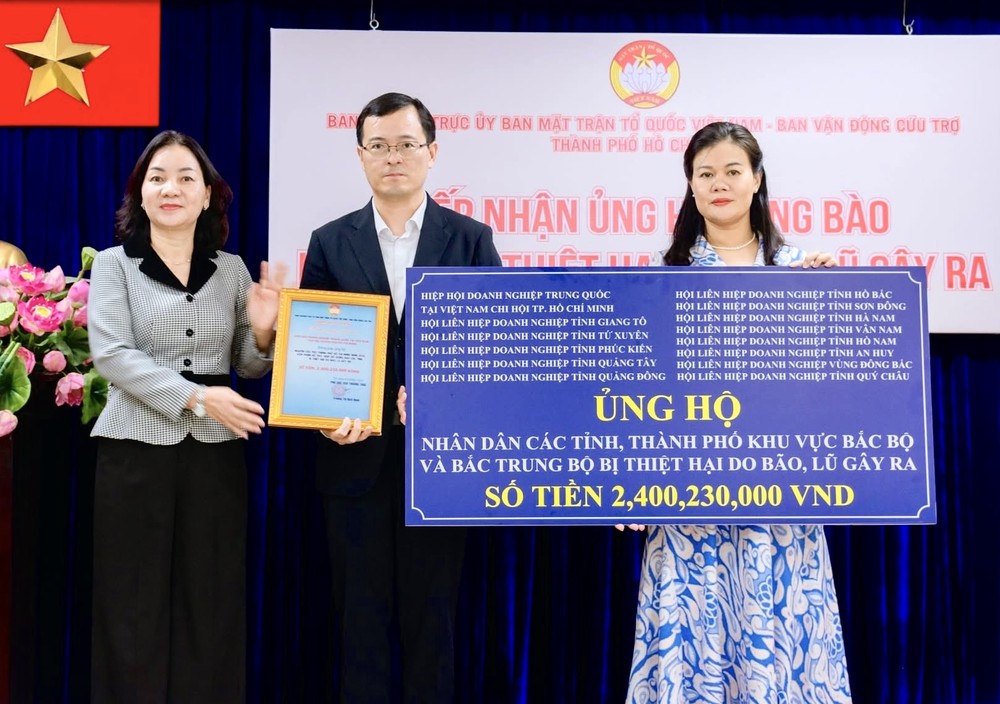 MẶT TRẬN TỔ QUỐC
VIỆT NAM
BAN TRỰC ỦY BAN MẶT TRẬN TỔ QUỐC VIỆT NAM - BAN VẬN ĐỘNG CỨU TRỢ
THÀNH PHỐ HỒ CH
NHẬN ỦNG BÀO
THIỆT HẠ LŨ GÂY RA
HIỆP HỘI DOANH NGHIỆP TRUNG QUỐC
TẠI VIỆT NAM CHI HỘI TP. HỒ CHÍ MINH
HỘI LIÊN HIỆP DOANH NGHIỆP TỈNH GIANG TÔ
HỘI LIÊN HIỆP DOANH NGHIỆP TỈNH TỨ XUYÊN
HỘI LIÊN HIỆP DOANH NGHIỆP TỈNH PHÚC KIẾN
HỘI LIÊN HIỆP DOANH NGHIỆP TỈNH QUẢNG TÂY
HỘI LIÊN HIỆP DOANH NGHIỆP TỈNH QUẢNG ĐÔNG
HỘI LIÊN HIỆP DOANH NGHIỆP TỈNH HỒ BẮC
HỘI LIÊN HIỆP DOANH NGHIỆP TỈNH SƠN ĐÔNG
HỘI LIÊN HIỆP DOANH NGHIỆP TỈNH HÀ NAM
HỘI LIÊN HIỆP DOANH NGHIỆP TỈNH VÂN NAM
HỘI LIÊN HIỆP DOANH NGHIỆP TỈNH HỒ NAM
HỘI LIÊN HIỆP DOANH NGHIỆP TỈNH AN HUY
HỘI LIÊN HIỆP DOANH NGHIỆP VÙNG ĐÔNG BẮC
HỘI LIÊN HIỆP DOANH NGHIỆP TỈNH QUÝ CHÂU
ỦNG HỘ
NHÂN DÂN CÁC TỈNH, THÀNH PHỐ KHU VỰC BẮC BỘ
VÀ BẮC TRUNG BỘ BỊ THIỆT HẠI DO BÃO, LŨ GÂY RA
SỐ TIỀN 2,400,230,000 VND